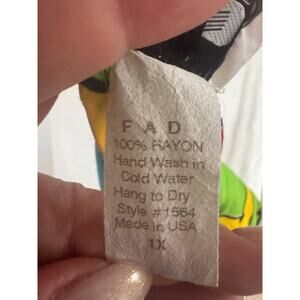 F A D
100% RAYON
Hand Wash in
Cold Water
Hang to Dry
Style #1564
Made in USA
1X